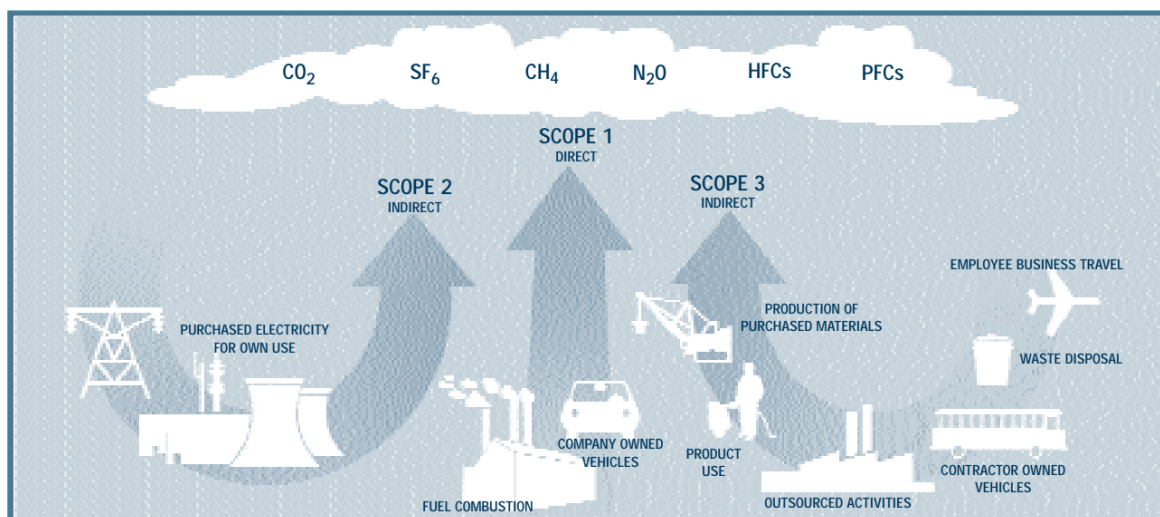 CO₂ SF₆ CH₄ N₂O HFCs PFCs
SCOPE 1
DIRECT
SCOPE 2
INDIRECT
SCOPE 3
INDIRECT
EMPLOYEE BUSINESS TRAVEL
PURCHASED ELECTRICITY
FOR OWN USE
PRODUCTION OF
PURCHASED MATERIALS
WASTE DISPOSAL
COMPANY OWNED
VEHICLES
PRODUCT
USE
CONTRACTOR OWNED
VEHICLES
FUEL COMBUSTION
OUTSOURCED ACTIVITIES